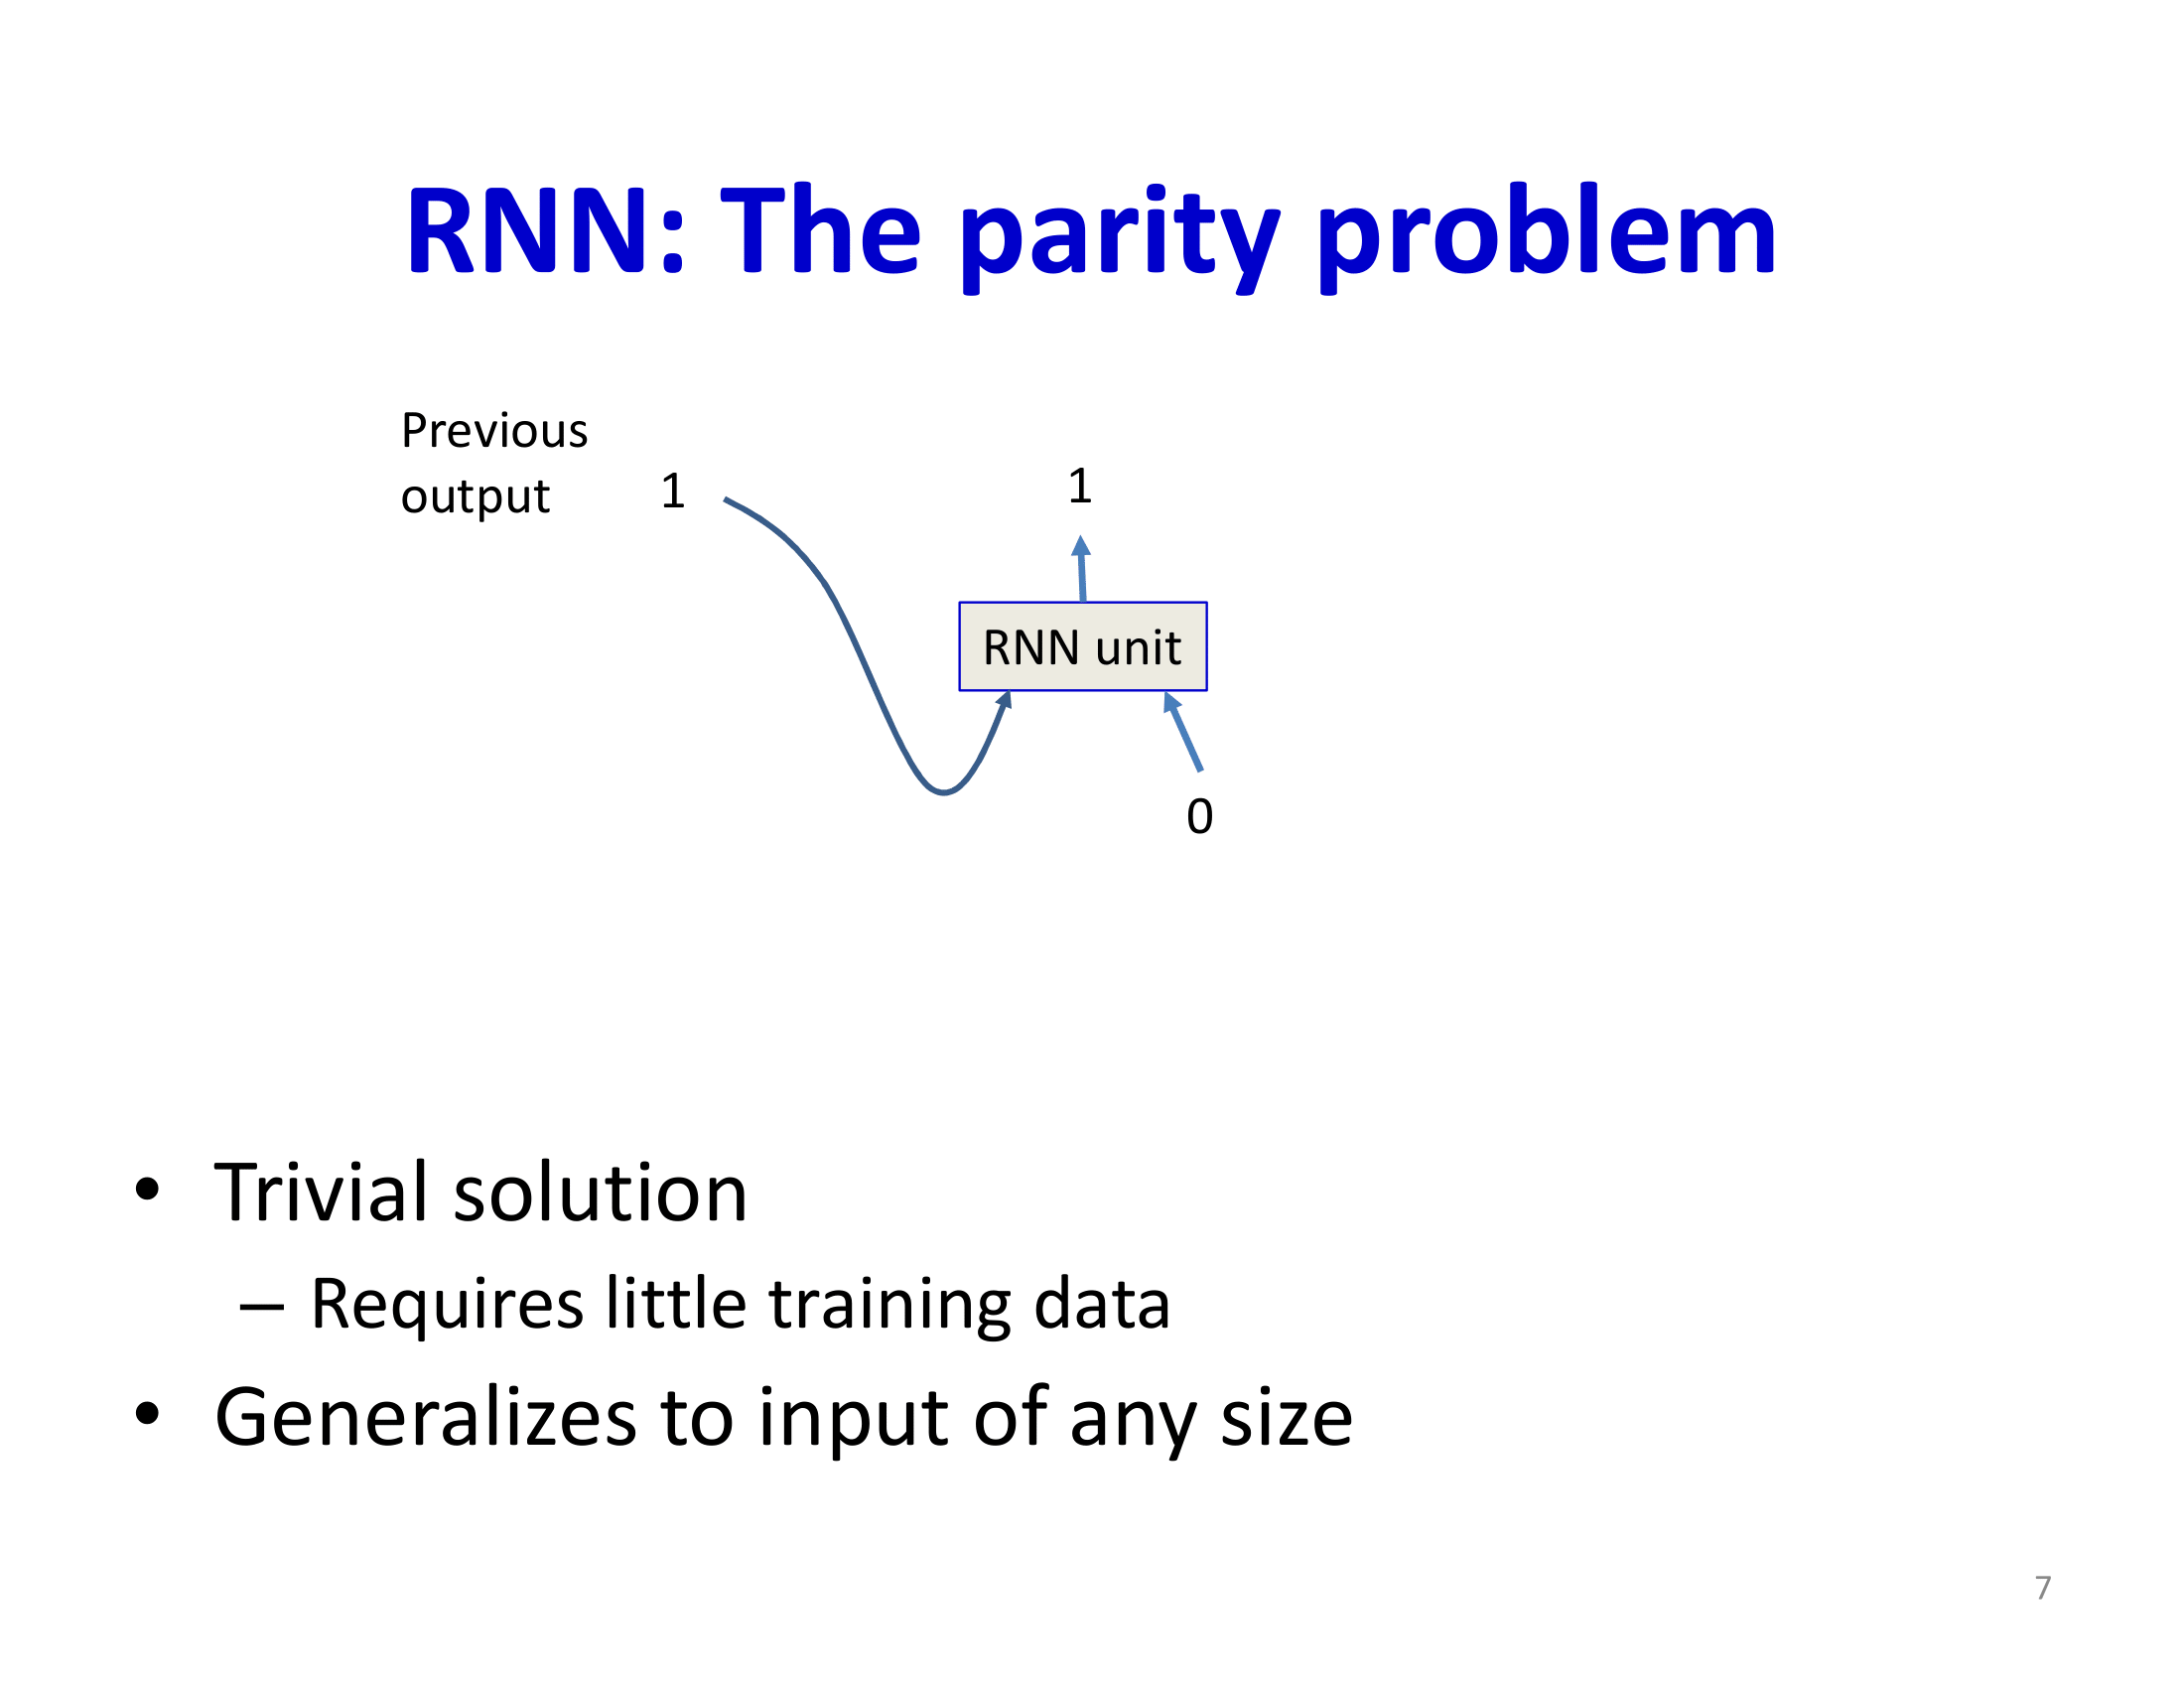 RNN: The parity problem
Previous
output
1
1
RNN unit
0
• Trivial solution
– Requires little training data
• Generalizes to input of any size
7